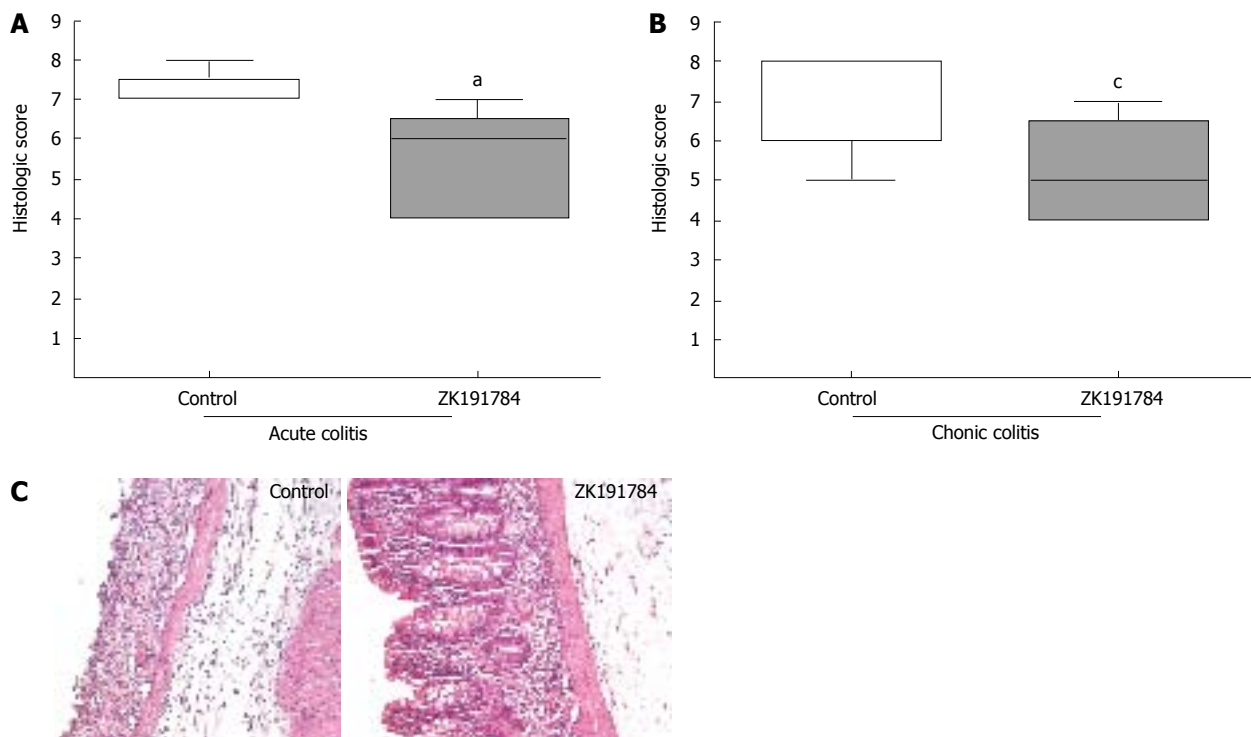 A
9
8
7
6
5
4
3
2
1
Histologic score
a
Control
ZK191784
Acute colitis
B
9
8
7
6
5
4
3
2
1
Histologic score
c
Control
ZK191784
Chonic colitis
C
Control
ZK191784